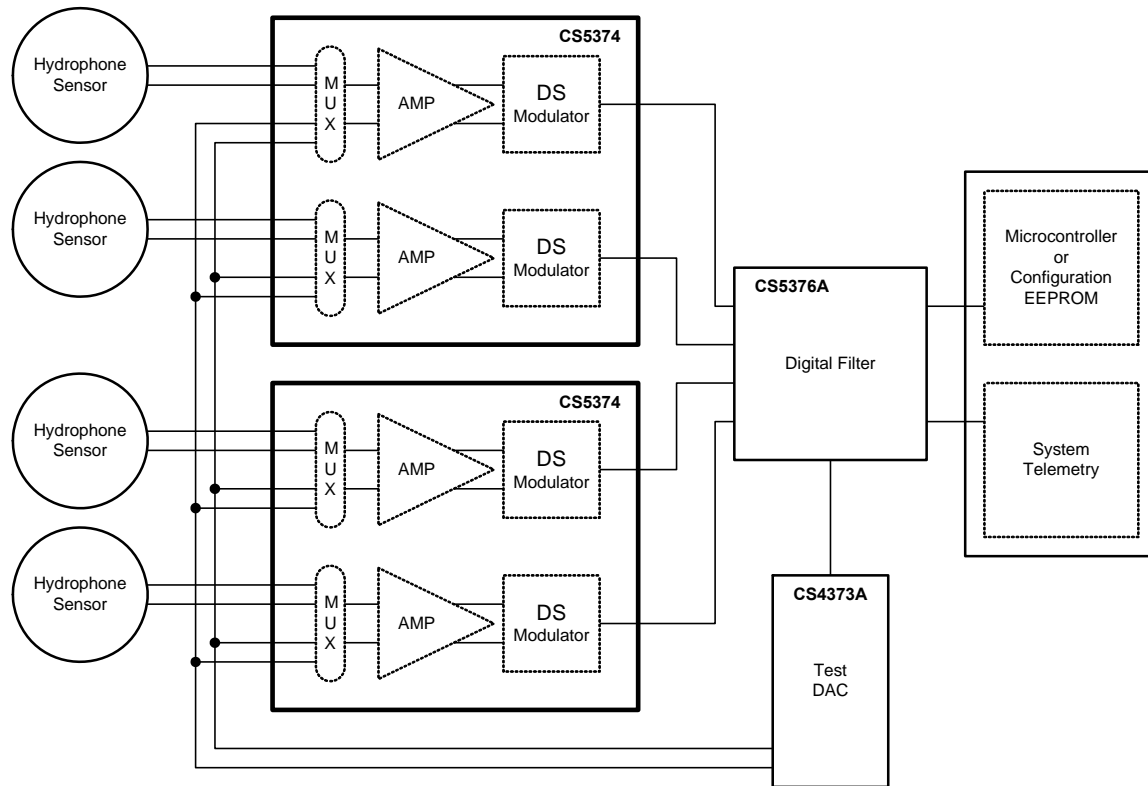 CS5374
Hydrophone
Sensor
M
U
X
AMP
DS
Modulator
Hydrophone
Sensor
M
U
X
AMP
DS
Modulator
CS5374
Hydrophone
Sensor
M
U
X
AMP
DS
Modulator
Hydrophone
Sensor
M
U
X
AMP
DS
Modulator
CS5376A
Digital Filter
Microcontroller
or
Configuration
EEPROM
System
Telemetry
CS4373A
Test
DAC